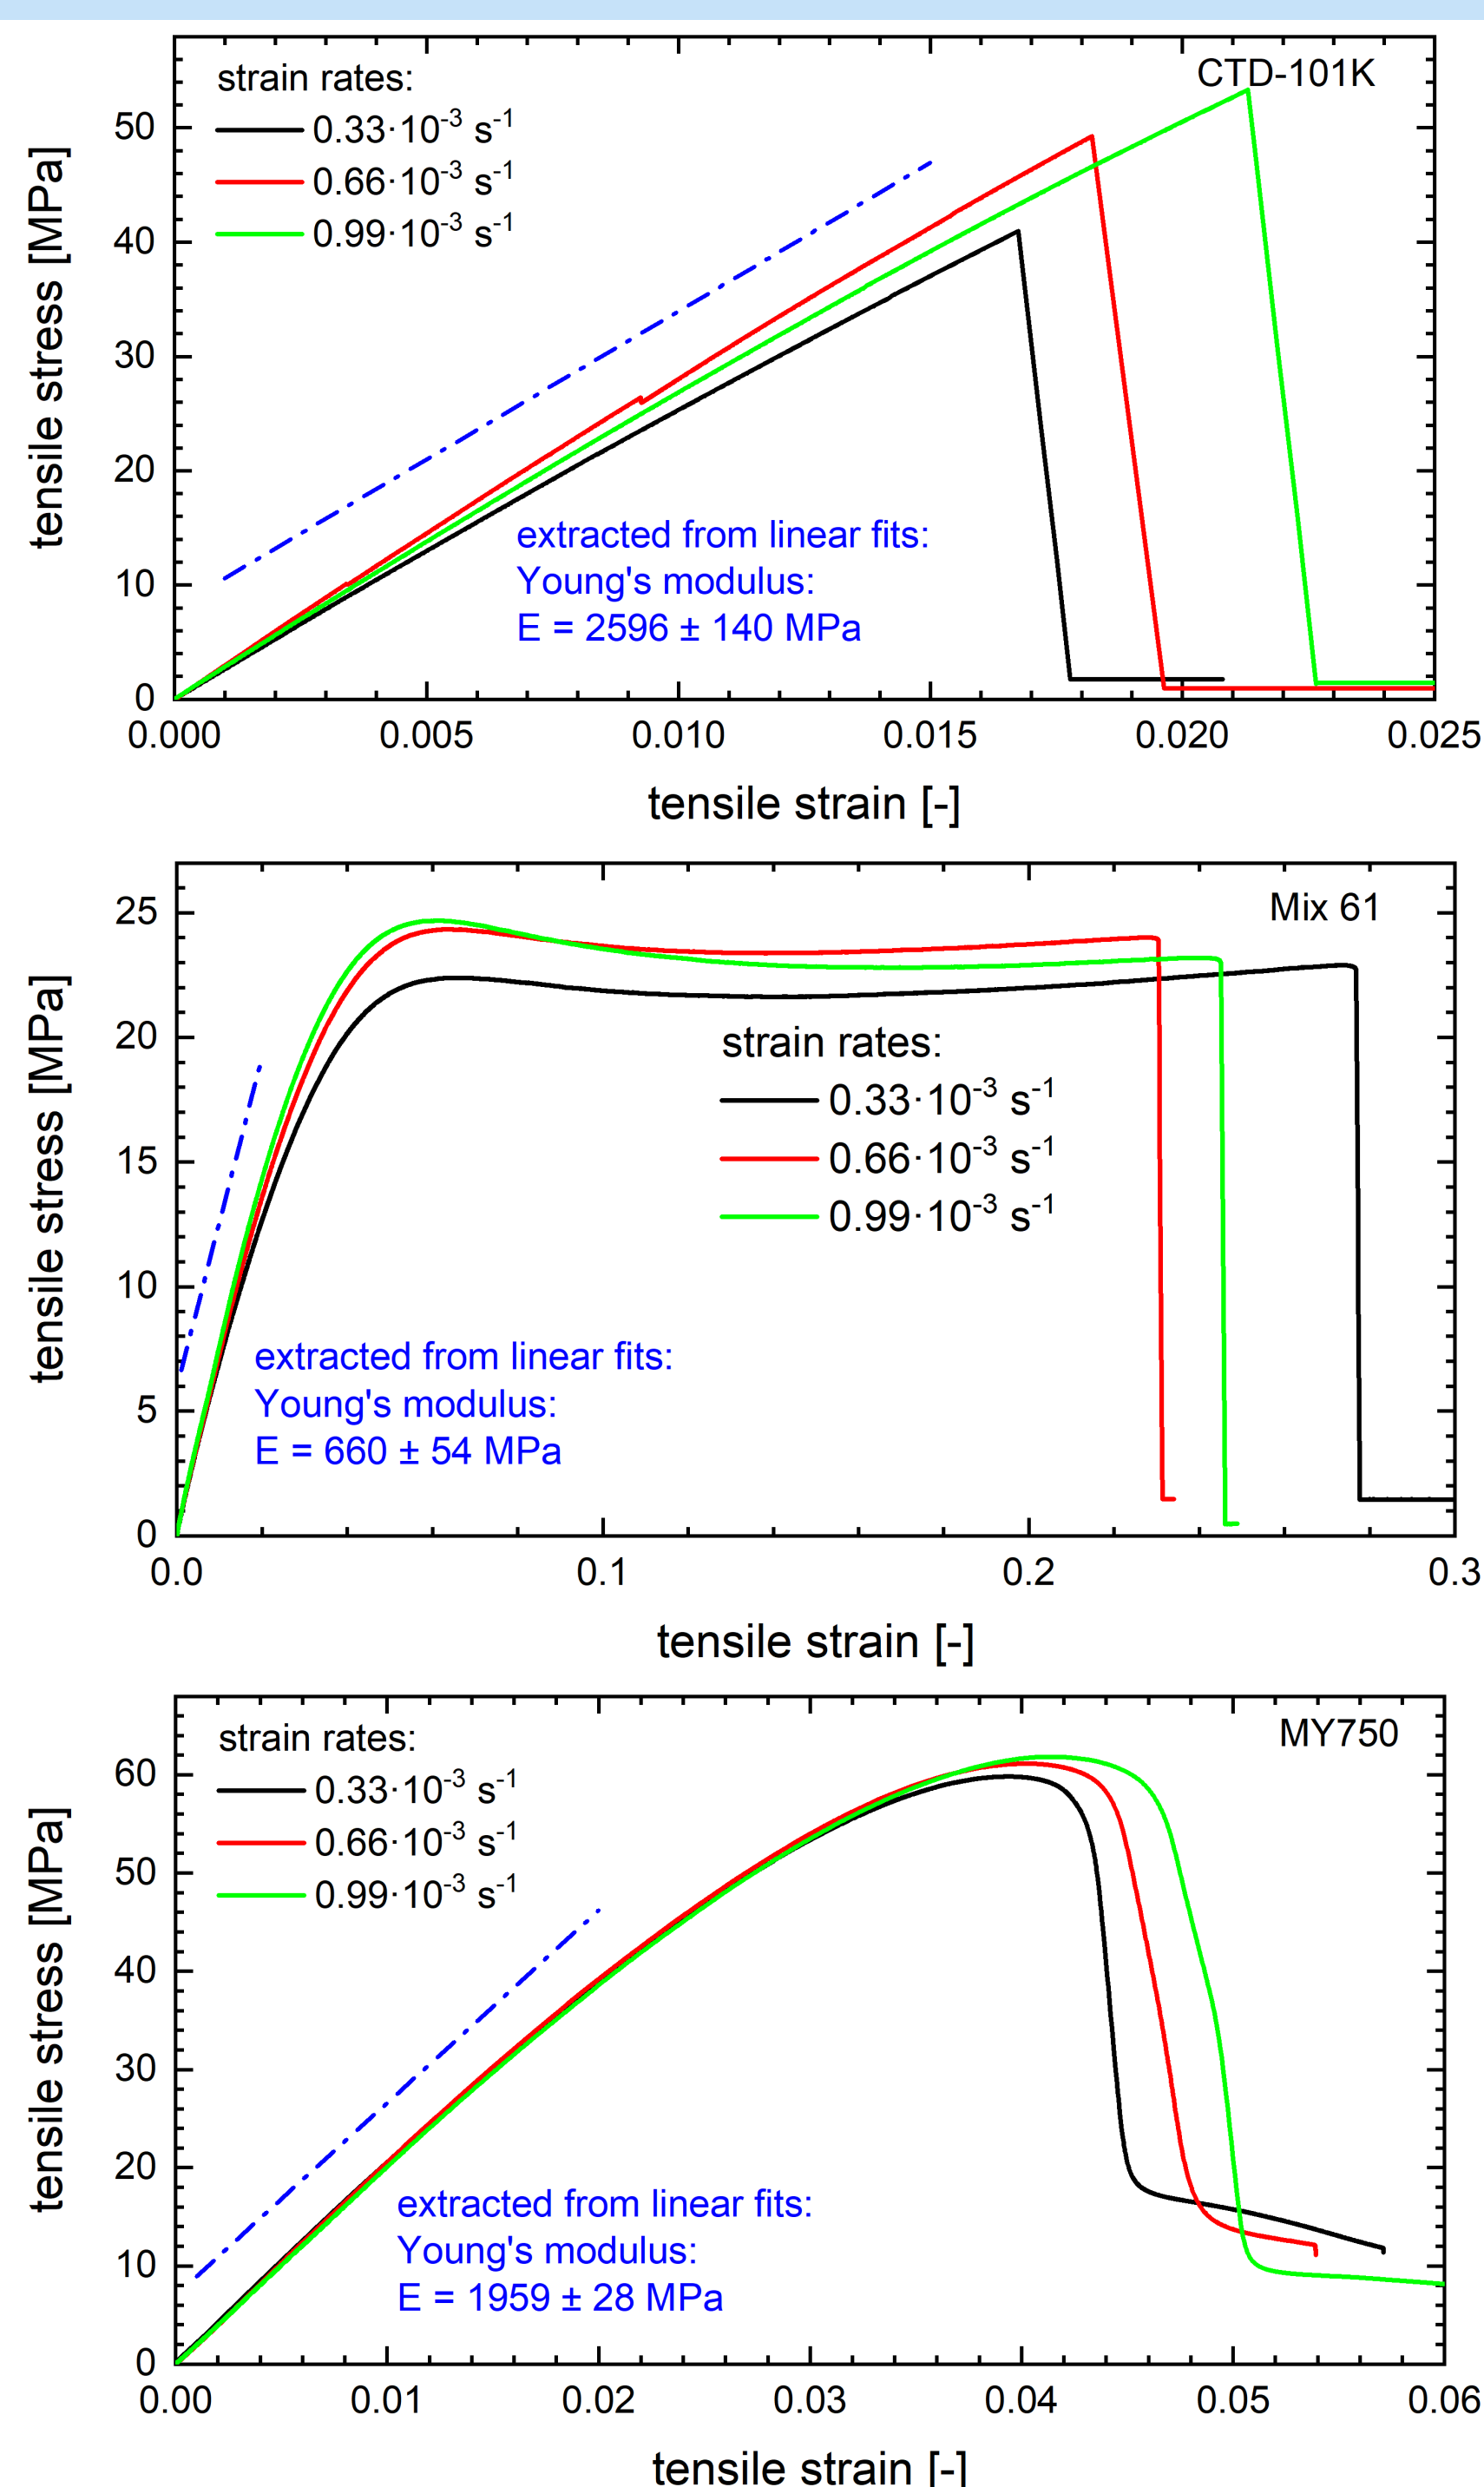 CTD-101K
strain rates:
0.33·10⁻³ s⁻¹
0.66·10⁻³ s⁻¹
0.99·10⁻³ s⁻¹
50
40
30
20
10
0
tensile stress [MPa]
extracted from linear fits:
Young's modulus:
E = 2596 ± 140 MPa
0.000 0.005 0.010 0.015 0.020 0.025
tensile strain [-]
Mix 61
25
20
15
10
5
0
tensile stress [MPa]
strain rates:
0.33·10⁻³ s⁻¹
0.66·10⁻³ s⁻¹
0.99·10⁻³ s⁻¹
extracted from linear fits:
Young's modulus:
E = 660 ± 54 MPa
0.0 0.1 0.2 0.3
tensile strain [-]
MY750
strain rates:
0.33·10⁻³ s⁻¹
0.66·10⁻³ s⁻¹
0.99·10⁻³ s⁻¹
60
50
40
30
20
10
0
tensile stress [MPa]
extracted from linear fits:
Young's modulus:
E = 1959 ± 28 MPa
0.00 0.01 0.02 0.03 0.04 0.05 0.06
tensile strain [-]